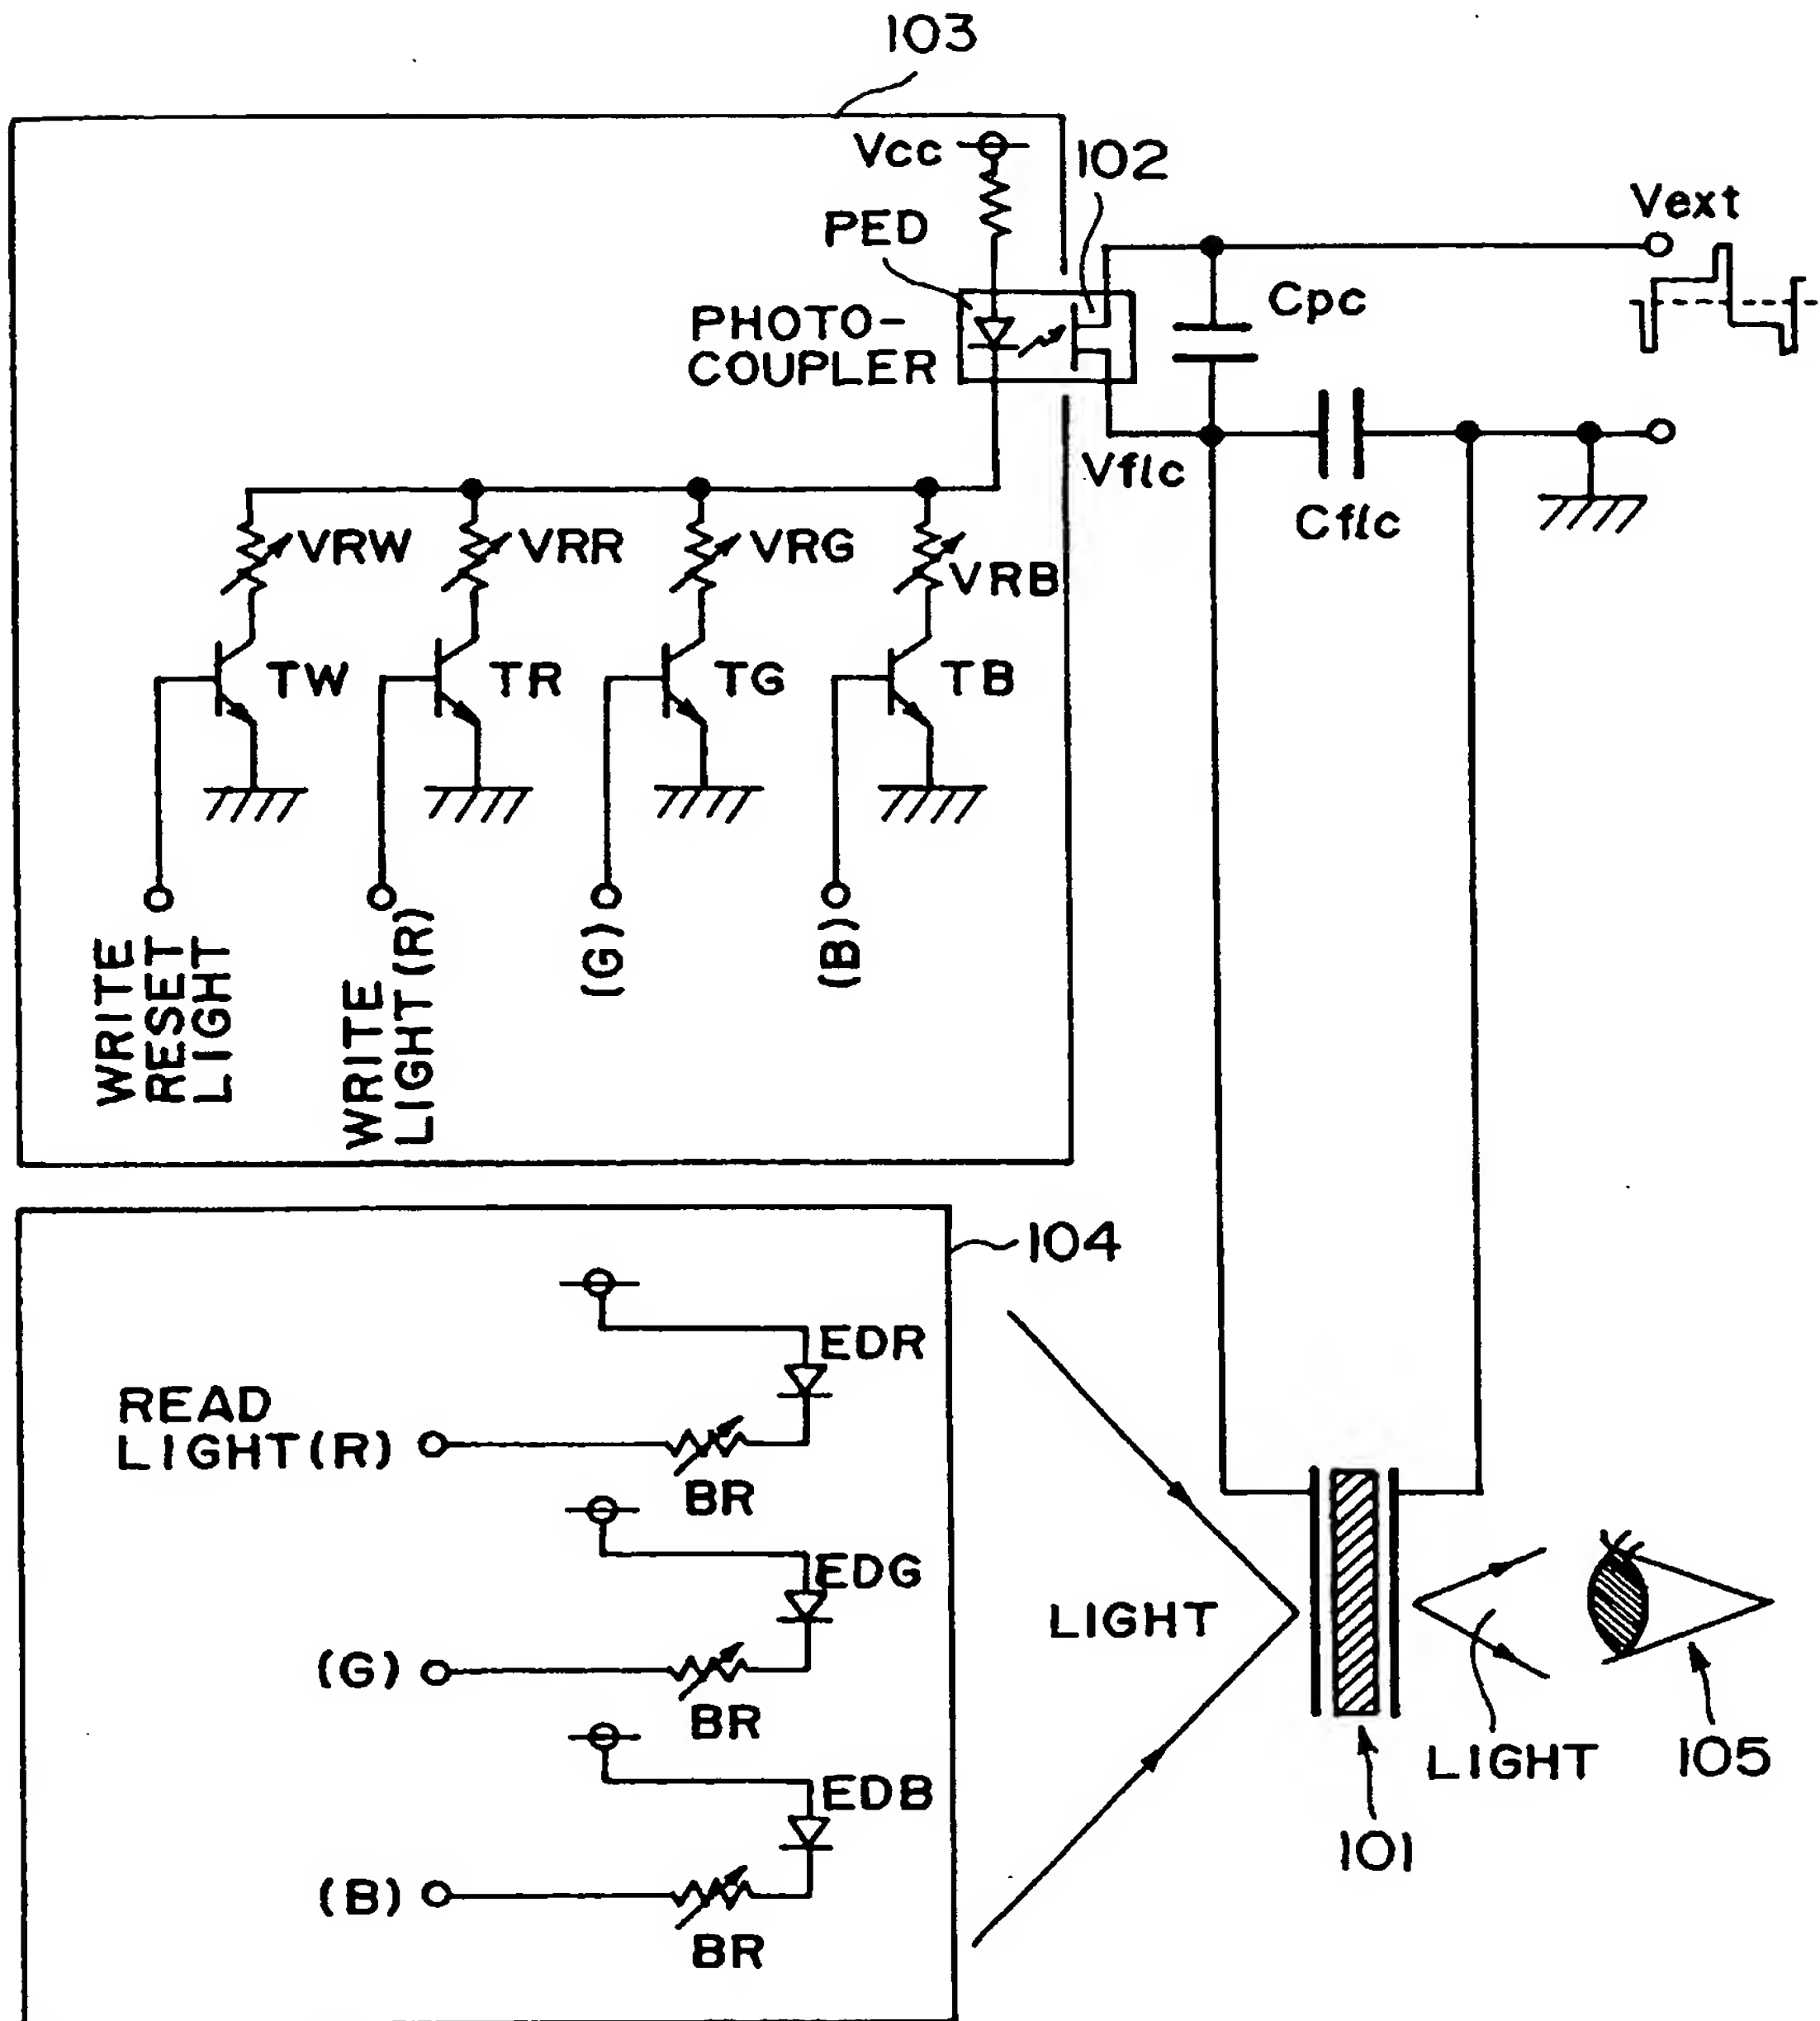 103
Vcc
102
PED
Vext
PHOTO-
COUPLER
Cpc
Vflc
Cflc
VRW
VRR
VRG
VRB
TW
TR
TG
TB
WRITE
RESET
LIGHT
WRITE
LIGHT(R)
(G)
(B)
104
EDR
READ
LIGHT(R)
BR
EDG
(G)
BR
EDB
(B)
BR
LIGHT
LIGHT
105
101